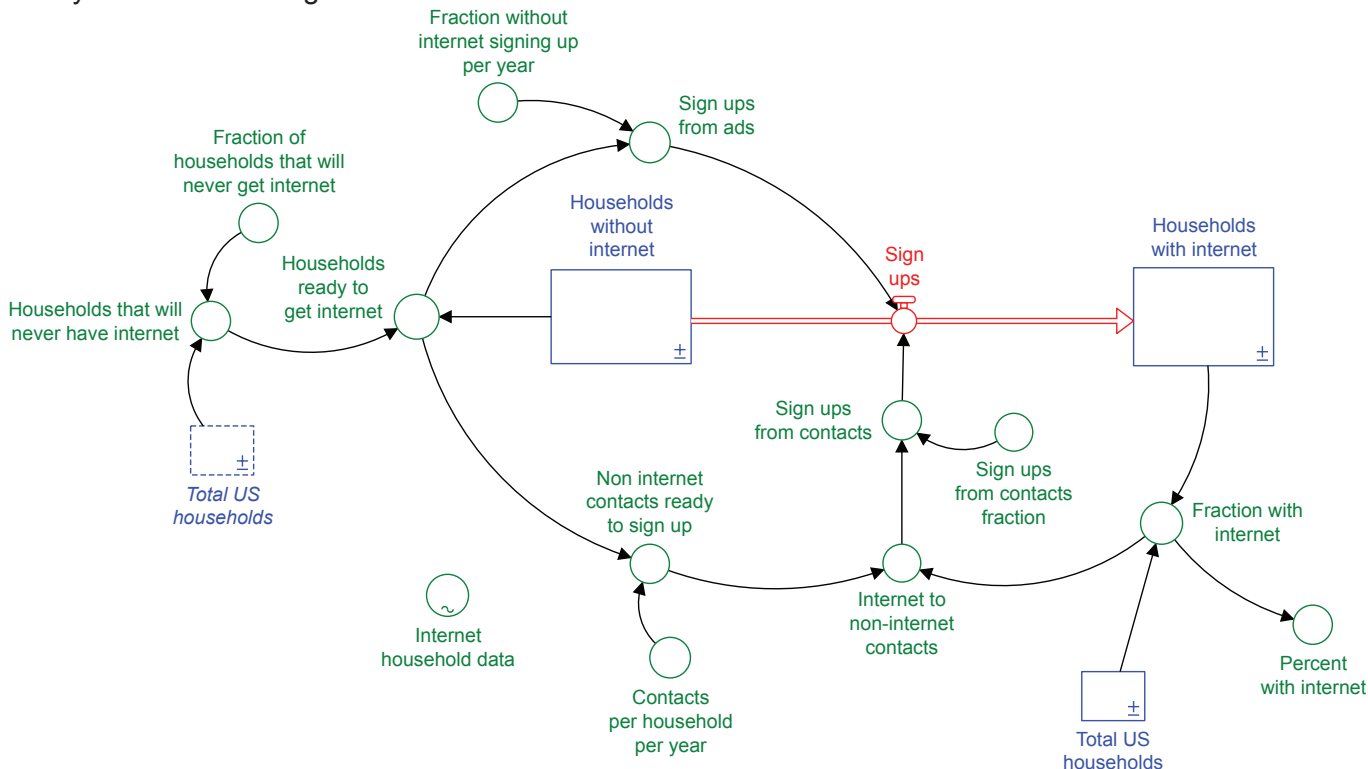 Fraction without
internet signing up
per year
Sign ups
from ads
Fraction of
households that will
never get internet
Households
without
internet
Households
with internet
Sign
ups
Households
ready to
get internet
Households that will
never have internet
Sign ups
from contacts
Sign ups
from contacts
fraction
Total US
households
Non internet
contacts ready
to sign up
Fraction with
internet
Internet
household data
Internet to
non-internet
contacts
Percent
with internet
Contacts
per household
per year
Total US
households